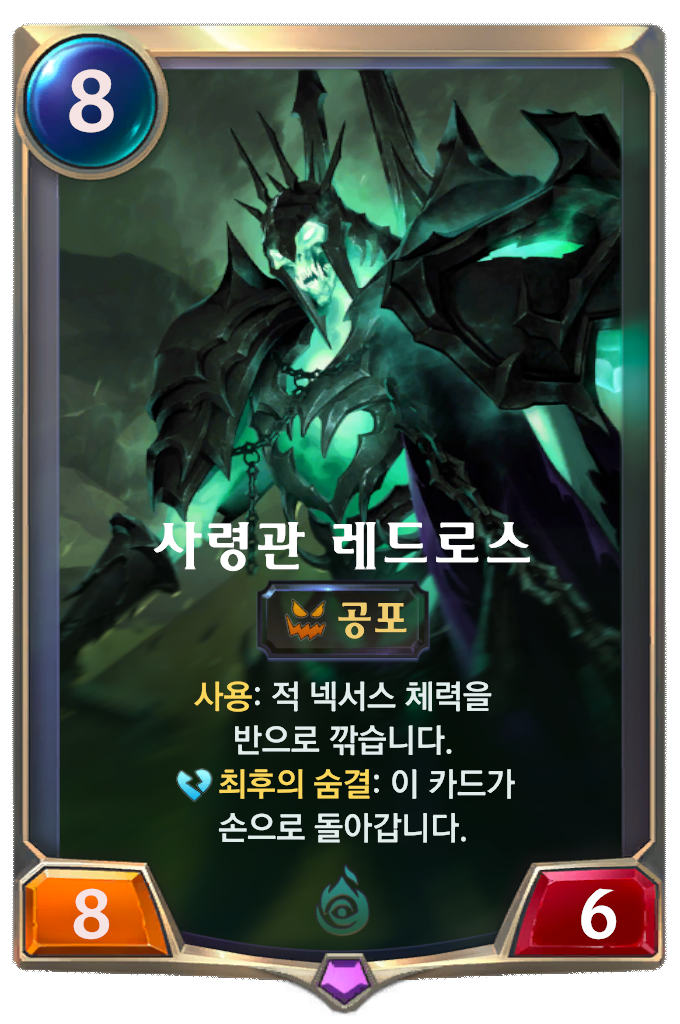 8
사령관 레드로스
공포
사용: 적 넥서스 체력을
반으로 깎습니다.
최후의 숨결: 이 카드가
손으로 돌아갑니다.
8
6